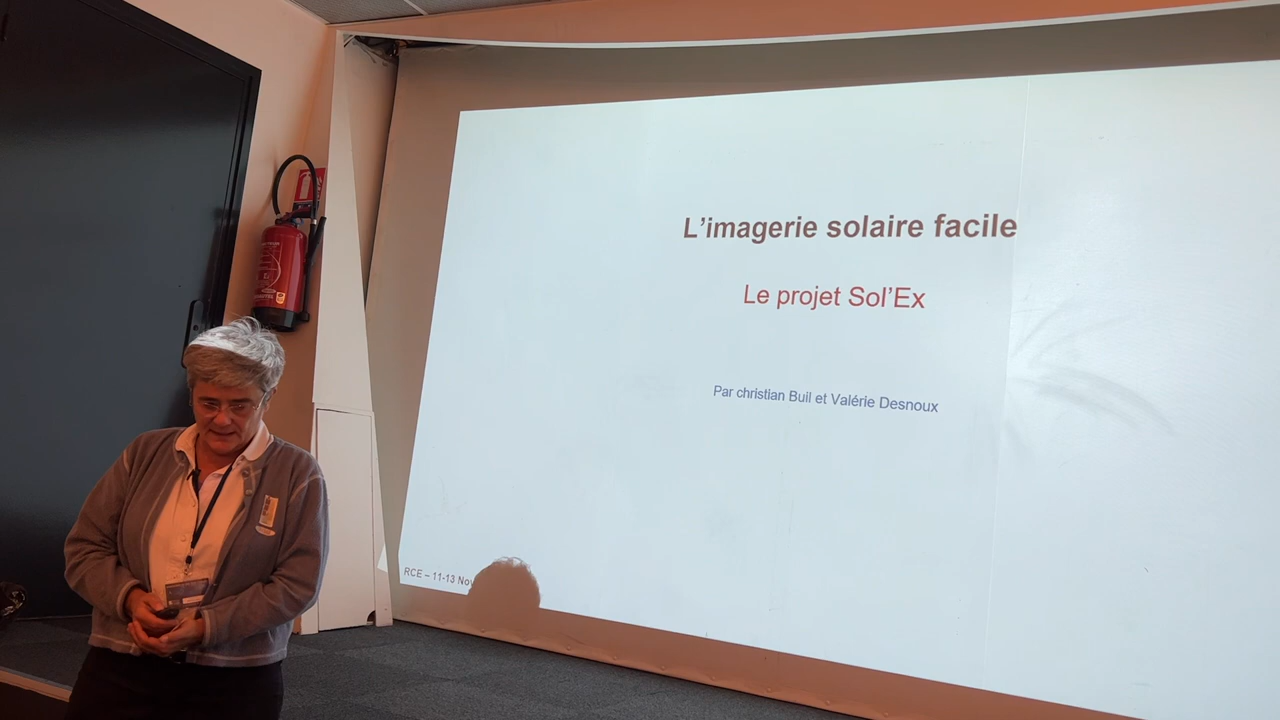 L'imagerie solaire facile
Le projet Sol'Ex
Par christian Buil et Valérie Desnoux
RCE – 11-13 Nov